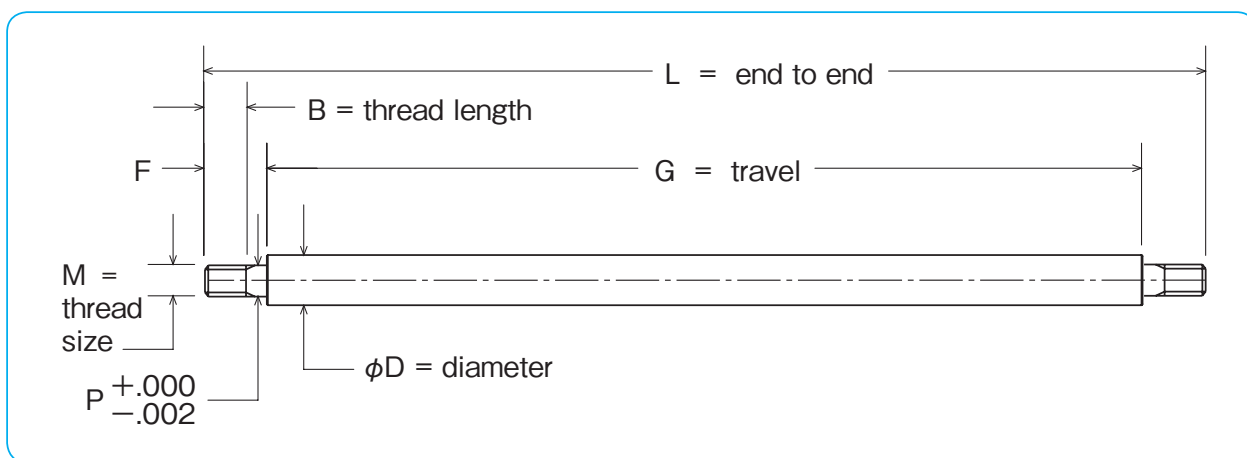 L = end to end
B = thread length
F
G = travel
M =
thread
size
ϕD = diameter
P +.000
−.002